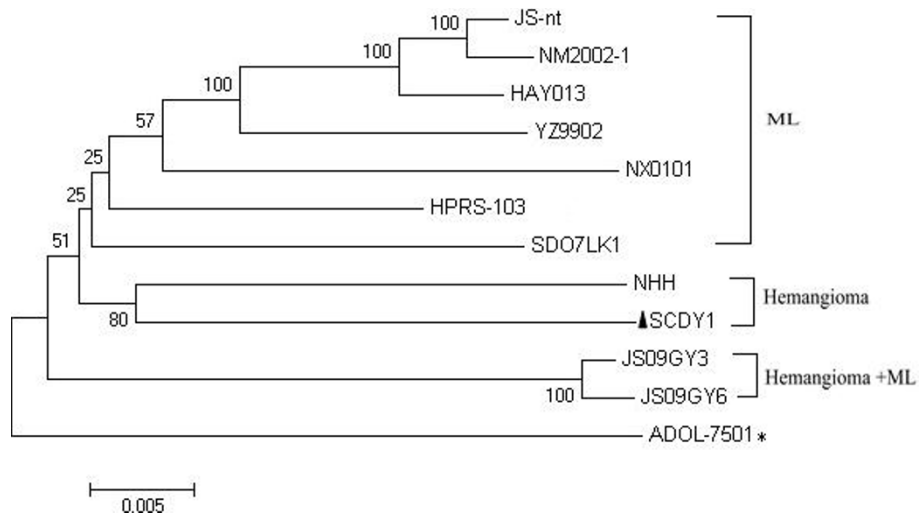 JS-nt
100
NM2002-1
100
HAY013
ML
100
YZ9902
57
NX0101
25
HPRS-103
25
SDO7LK1
51
NHH
Hemangioma
80
SCDY1
JS09GY3
Hemangioma +ML
100
JS09GY6
ADOL-7501*
0.005